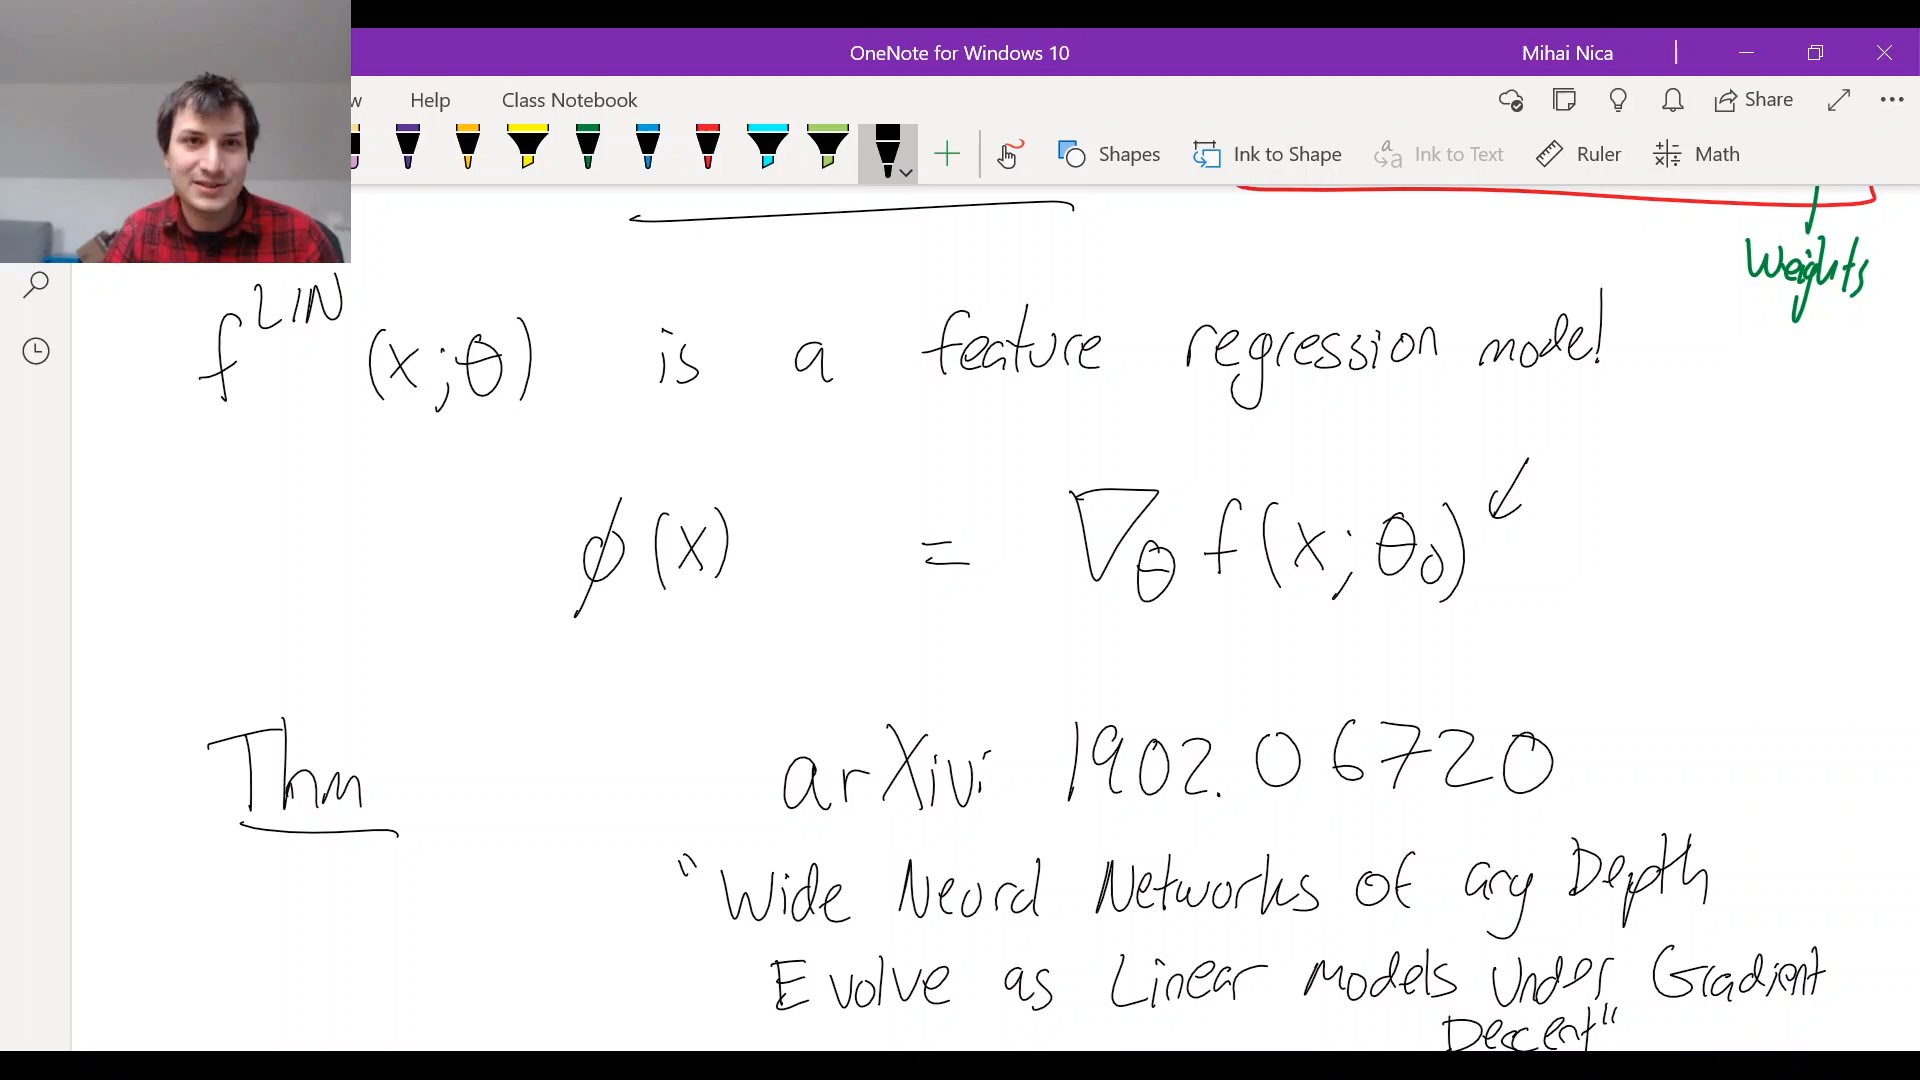 OneNote for Windows 10
Mihai Nica
w Help Class Notebook
Share
Shapes Ink to Shape Ink to Text Ruler Math
Weights
f^LIN (x;θ) is a feature regression model
ϕ(x) = ∇_θ f(x;θ_0)
Thm arXivi 1902.06720
"Wide Neural Networks of any Depth
Evolve as Linear Models Under Gradient
Descent"